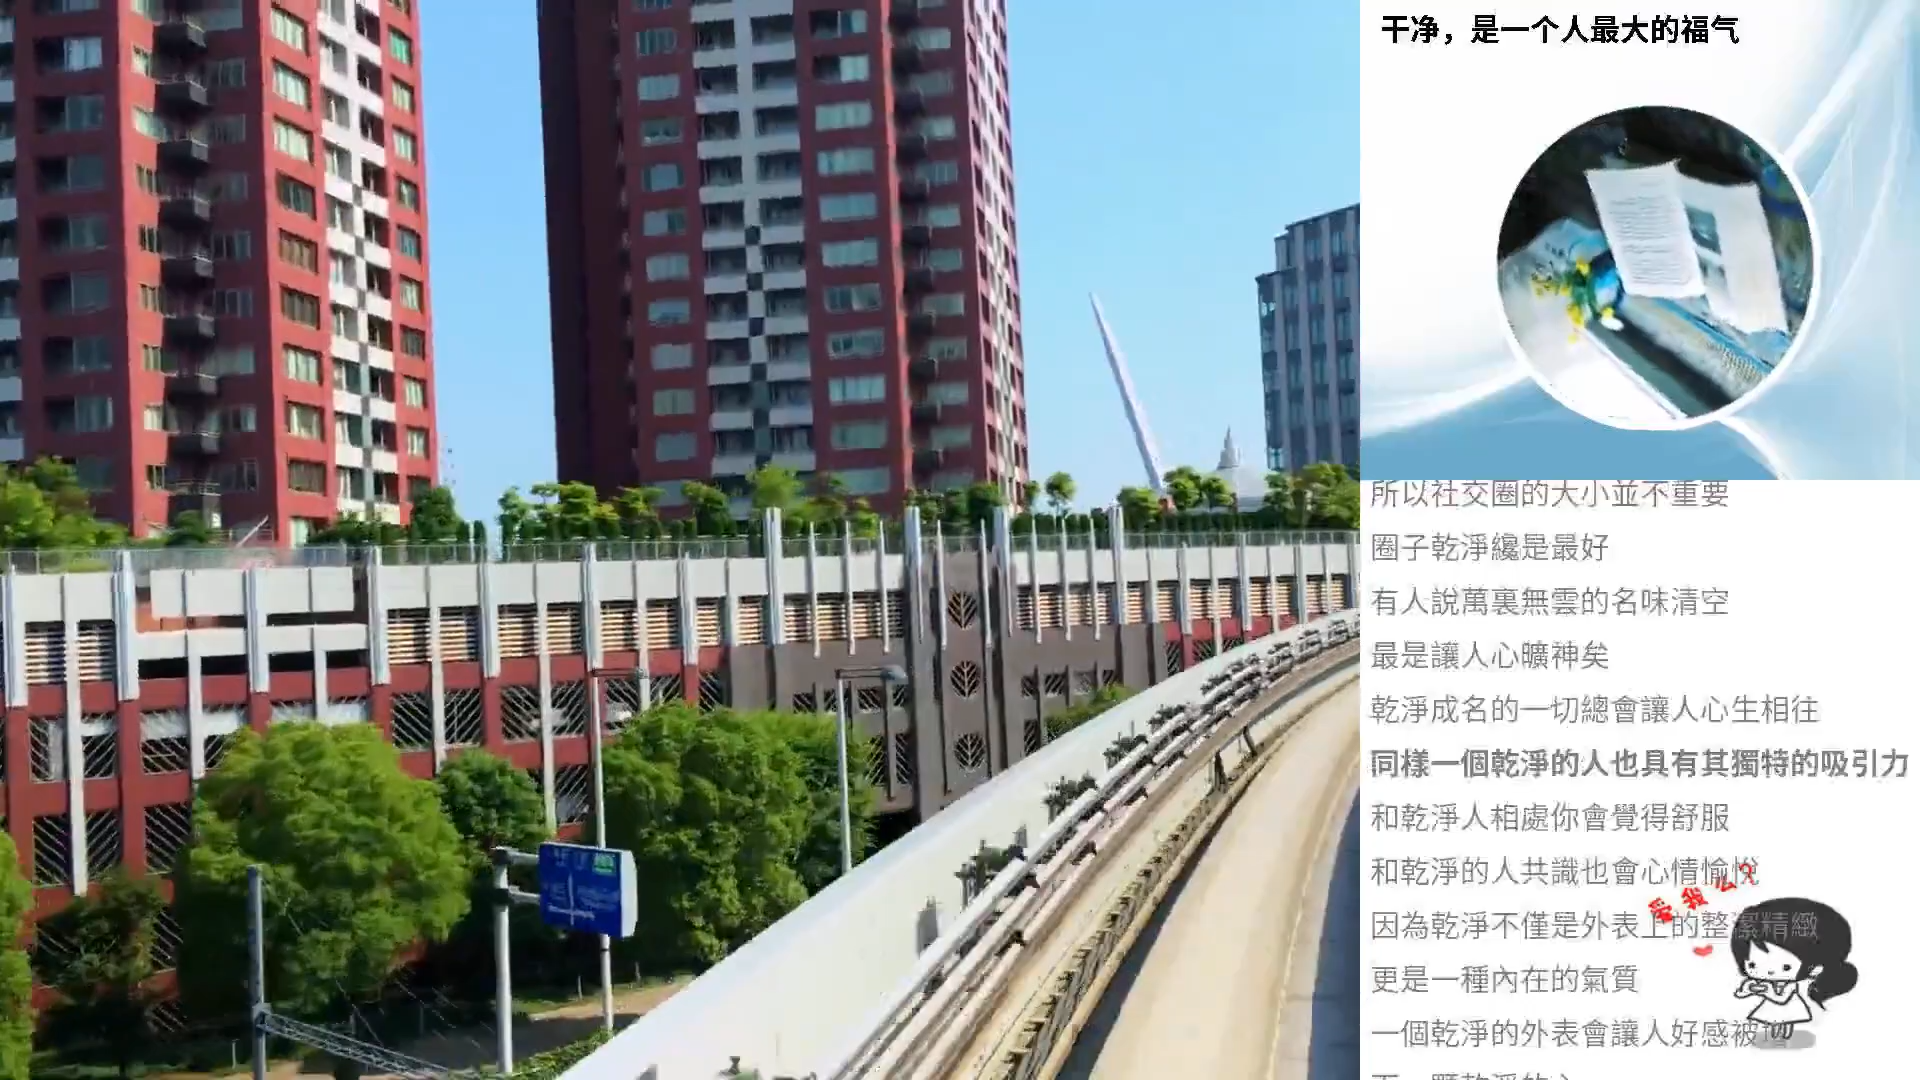 干净，是一个人最大的福气
所以社交圈的大小並不重要
圈子乾淨纔是最好
有人說萬裏無雲的名味清空
最是讓人心曠神矣
乾淨成名的一切總會讓人心生相往
同樣一個乾淨的人也具有其獨特的吸引力
和乾淨人相處你會覺得舒服
和乾淨的人共識也會心情愉悅
愛我么？
因為乾淨不僅是外表上的整潔精緻
更是一種內在的氣質
一個乾淨的外表會讓人好感被增